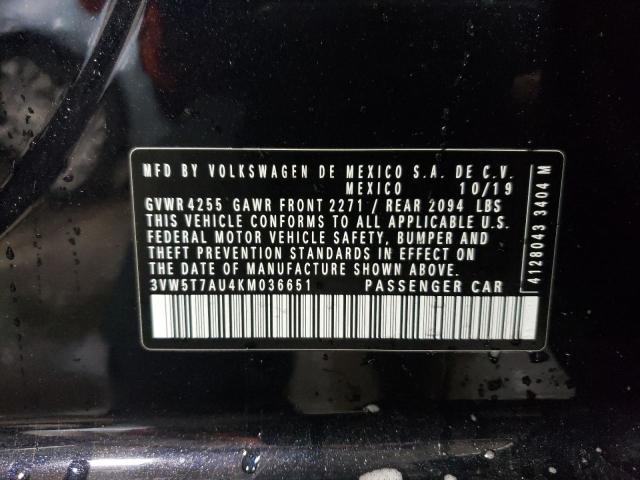 MFD BY VOLKSWAGEN DE MEXICO S.A. DE C.V.
MEXICO 10/19
GVWR 4255 GAWR FRONT 2271 / REAR 2094 LBS
THIS VEHICLE CONFORMS TO ALL APPLICABLE U.S.
FEDERAL MOTOR VEHICLE SAFETY, BUMPER AND
THEFT PREVENTION STANDARDS IN EFFECT ON
THE DATE OF MANUFACTURE SHOWN ABOVE.
3VW5T7AU4KM036651 PASSENGER CAR
4128043 3404 M